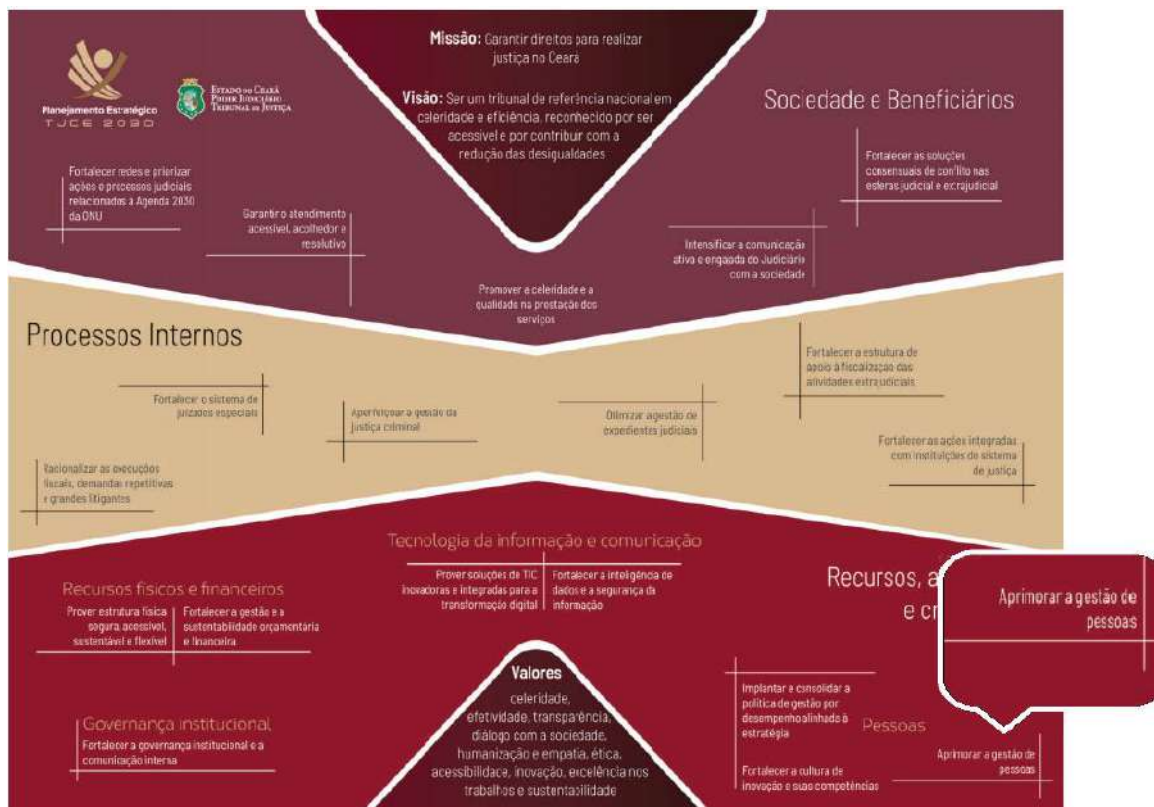 Missão: Garantir direitos para realizar
justiça no Ceará
Visão: Ser um tribunal de referência nacional em
celeridade e eficiência, reconhecido por ser
acessível e por contribuir com a
redução das desigualdades
Planejamento Estratégico
TJCE 2030
ESTADO DO CEARÁ
PODER JUDICIÁRIO
TRIBUNAL DE JUSTIÇA
Sociedade e Beneficiários
Fortalecer redes e priorizar
ações e processos judiciais
relacionados à Agenda 2030
da ONU
Garantir o atendimento
acessível, acolhedor e
resolutivo
Promover a celeridade e a
qualidade na prestação dos
serviços
Intensificar a comunicação
ativa e engajada do Judiciário
com a sociedade
Fortalecer as soluções
consensuais de conflito nas
esferas judicial e extrajudicial
Processos Internos
Racionalizar as execuções
fiscais, demandas repetitivas
e grandes litigantes
Fortalecer o sistema de
juizados especiais
Aperfeiçoar a gestão da
justiça criminal
Otimizar a gestão de
expedientes judiciais
Fortalecer a estrutura de
apoio à fiscalização das
atividades extrajudiciais
Fortalecer as ações integradas
com instituições do sistema
de justiça
Tecnologia da informação e comunicação
Prover soluções de TIC
inovadoras e integradas para a
transformação digital
Fortalecer a inteligência de
dados e a segurança da
informação
Recursos físicos e financeiros
Prover estrutura física
segura, acessível,
sustentável e flexível
Fortalecer a gestão e a
sustentabilidade orçamentária
e financeira
Governança institucional
Fortalecer a governança institucional e a
comunicação interna
Valores
celeridade,
efetividade, transparência,
diálogo com a sociedade,
humanização e empatia, ética,
acessibilidade, inovação, excelência nos
trabalhos e sustentabilidade
Recursos, a
e cr
Aprimorar a gestão de
pessoas
Implantar e consolidar a
política de gestão por
desempenho alinhada à
estratégia
Pessoas
Fortalecer a cultura de
inovação e suas competências
Aprimorar a gestão de
pessoas